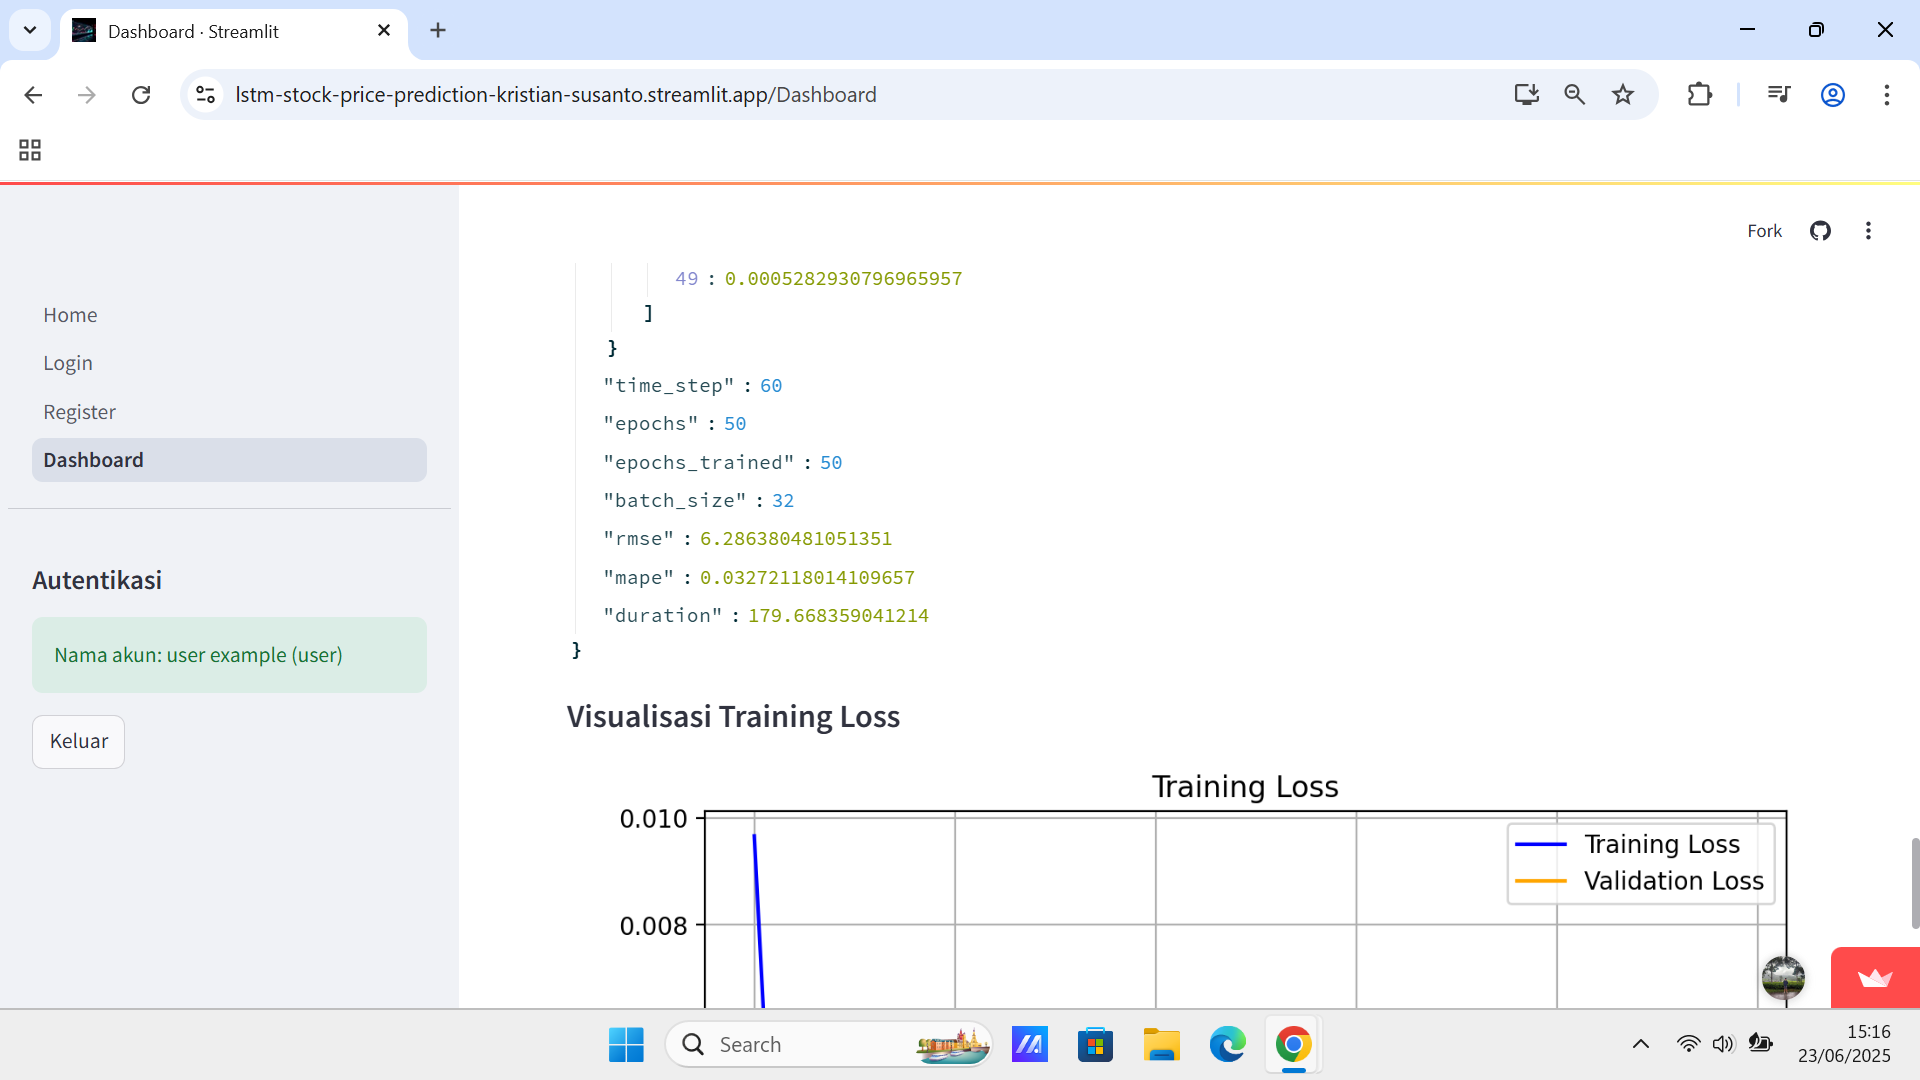 Dashboard · Streamlit
lstm-stock-price-prediction-kristian-susanto.streamlit.app/Dashboard
Fork
Home
Login
Register
Dashboard
Autentikasi
Nama akun: user example (user)
Keluar
49 : 0.0005282930796965957
]
}
"time_step" : 60
"epochs" : 50
"epochs_trained" : 50
"batch_size" : 32
"rmse" : 6.286380481051351
"mape" : 0.03272118014109657
"duration" : 179.668359041214
}
Visualisasi Training Loss
Training Loss
0.010
0.008
Training Loss
Validation Loss
Search
15:16
23/06/2025